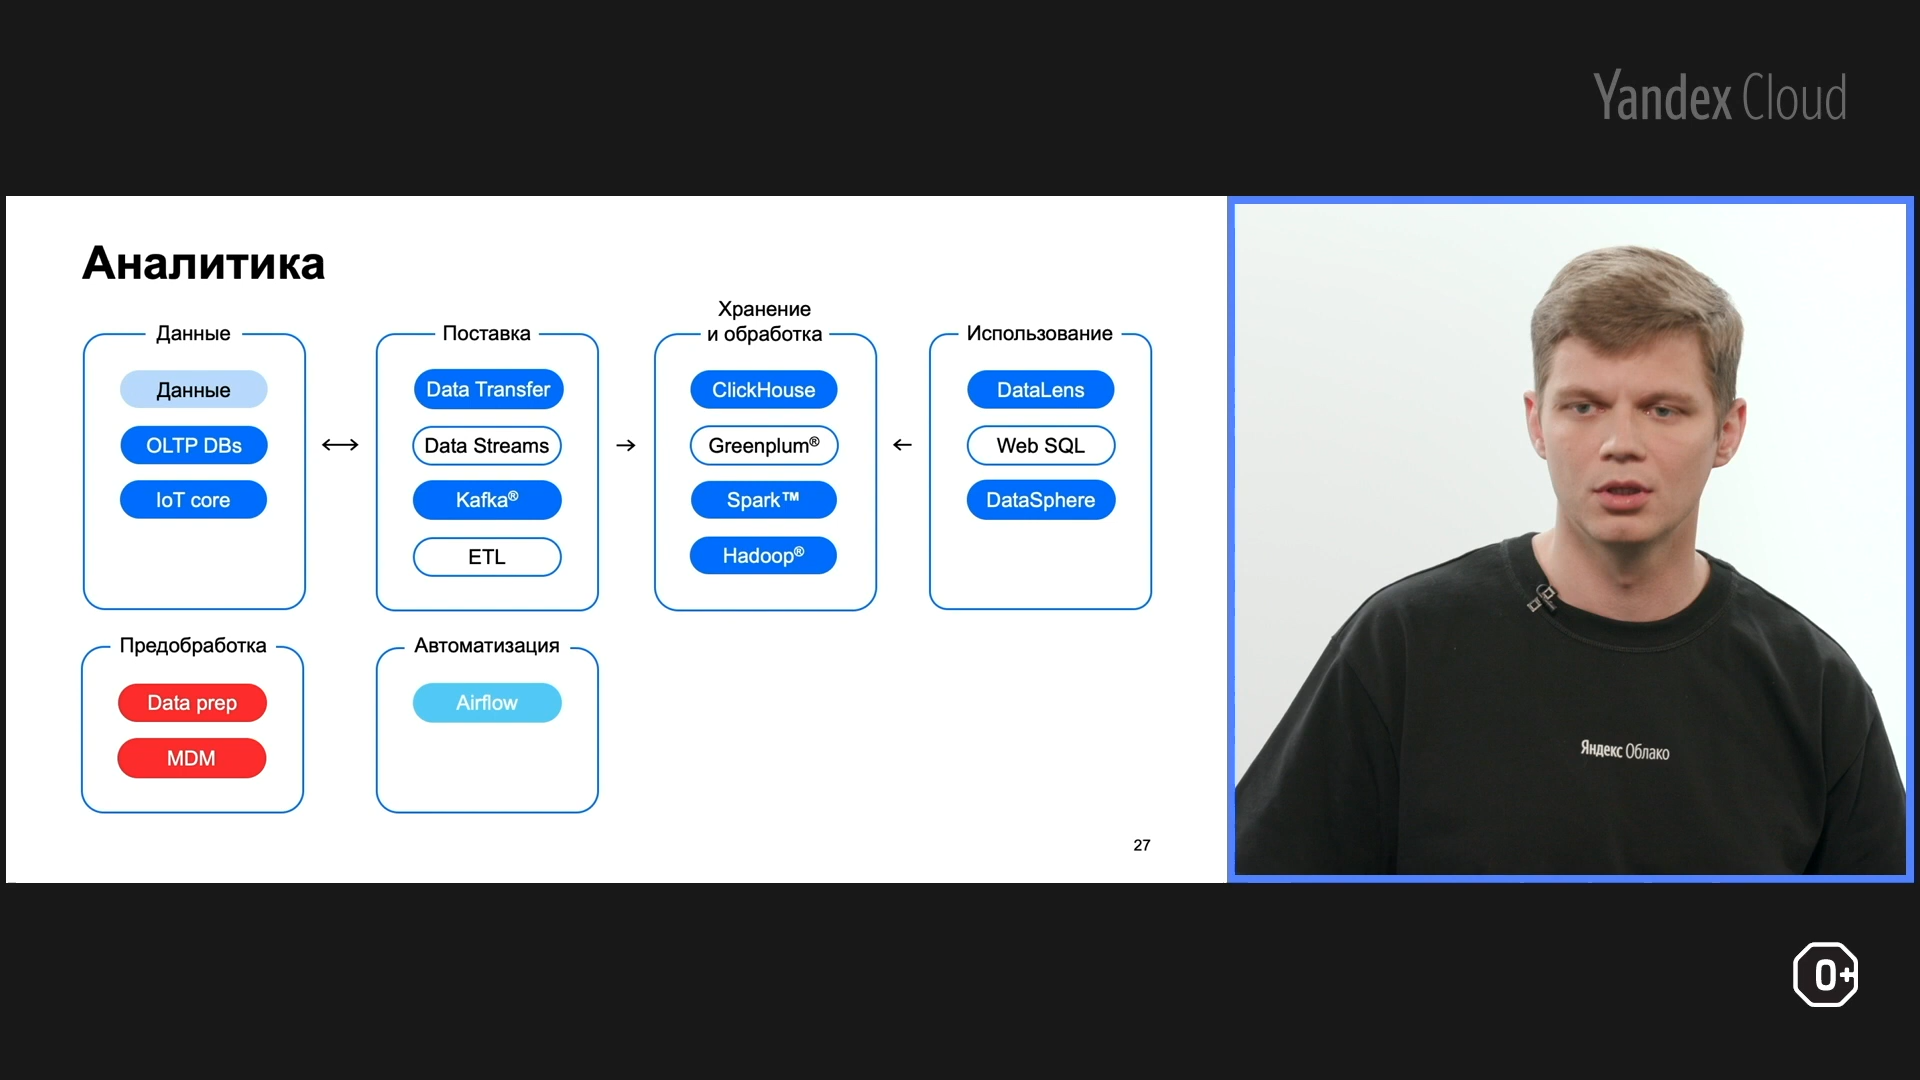 Yandex Cloud
Аналитика
Данные
Данные
OLTP DBs
IoT core
Поставка
Data Transfer
Data Streams
Kafka®
ETL
Хранение
и обработка
ClickHouse
Greenplum®
Spark™
Hadoop®
Использование
DataLens
Web SQL
DataSphere
Предобработка
Data prep
MDM
Автоматизация
Airflow
27
Яндекс Облако
0+